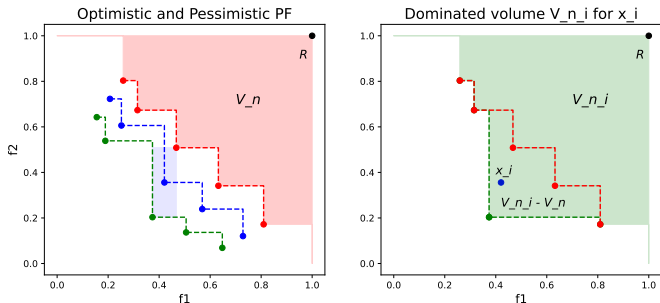 Optimistic and Pessimistic PF
1.0
0.8
0.6
0.4
0.2
0.0
f2
R
V_n
0.0 0.2 0.4 0.6 0.8 1.0
f1
Dominated volume V_n_i for x_i
1.0
0.8
0.6
0.4
0.2
0.0
R
V_n_i
x_i
V_n_i - V_n
0.0 0.2 0.4 0.6 0.8 1.0
f1